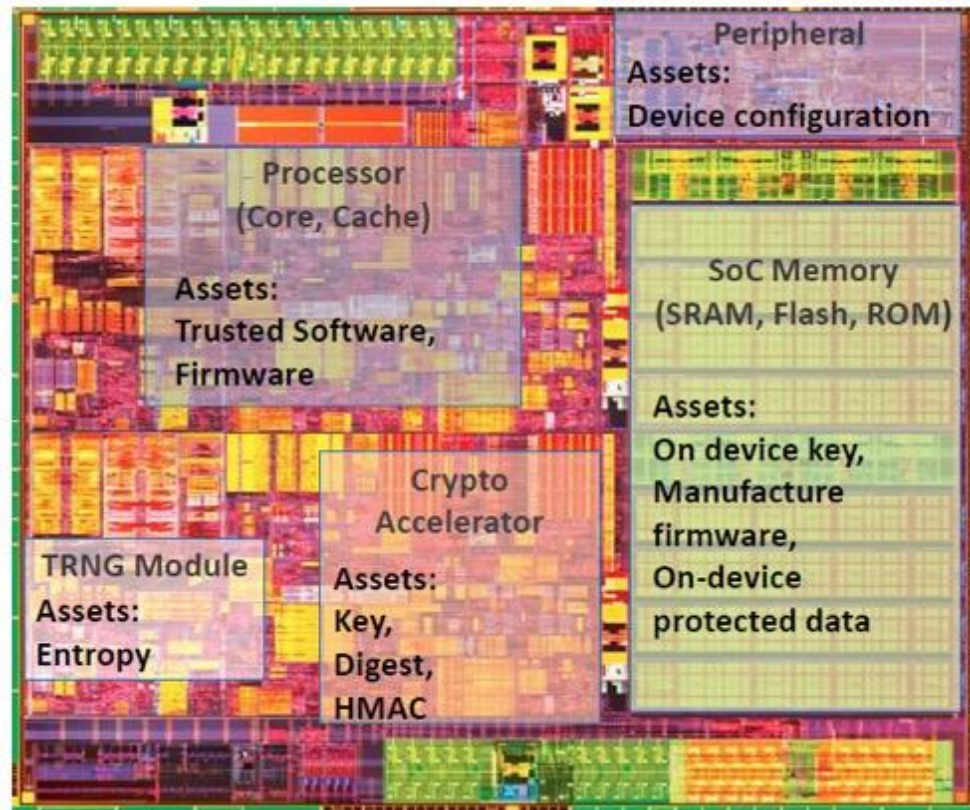 Peripheral
Assets:
Device configuration
Processor
(Core, Cache)
Assets:
Trusted Software,
Firmware
SoC Memory
(SRAM, Flash, ROM)
Assets:
On device key,
Manufacture
firmware,
On-device
protected data
Crypto
Accelerator
Assets:
Key,
Digest,
HMAC
TRNG Module
Assets:
Entropy